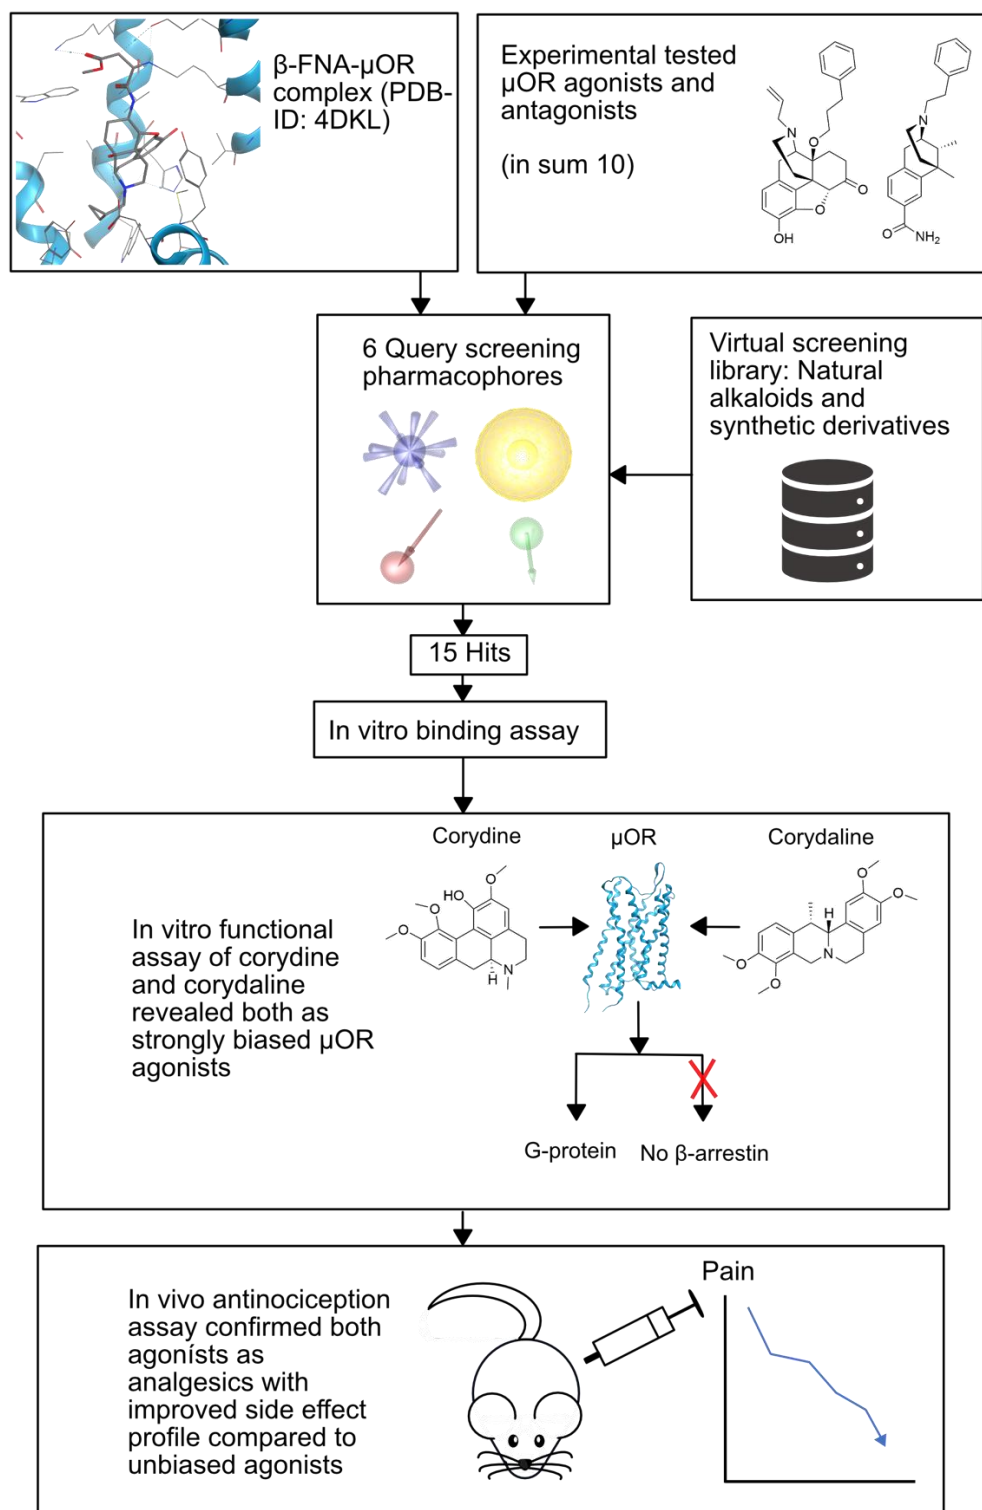 β-FNA-µOR
complex (PDB-
ID: 4DKL)
Experimental tested
µOR agonists and
antagonists
(in sum 10)
N
O
O
O
OH
N
O
NH₂
6 Query screening
pharmacophores
Virtual screening
library: Natural
alkaloids and
synthetic derivatives
15 Hits
In vitro binding assay
In vitro functional
assay of corydine
and corydaline
revealed both as
strongly biased µOR
agonists
Corydine
HO
O
O
O
N
H
µOR
Corydaline
O
O
H
N
O
O
G-protein
No β-arrestin
In vivo antinociception
assay confirmed both
agonísts as
analgesics with
improved side effect
profile compared to
unbiased agonists
Pain